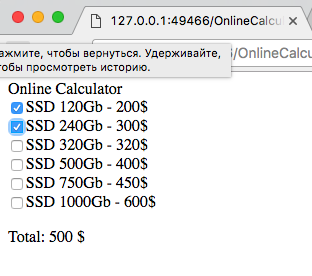 127.0.0.1:49466/OnlineCalcu
ажмите, чтобы вернуться. Удерживайте,
тобы просмотреть историю.
/OnlineCalcu
Online Calculator
SSD 120Gb - 200$
SSD 240Gb - 300$
SSD 320Gb - 320$
SSD 500Gb - 400$
SSD 750Gb - 450$
SSD 1000Gb - 600$
Total: 500 $